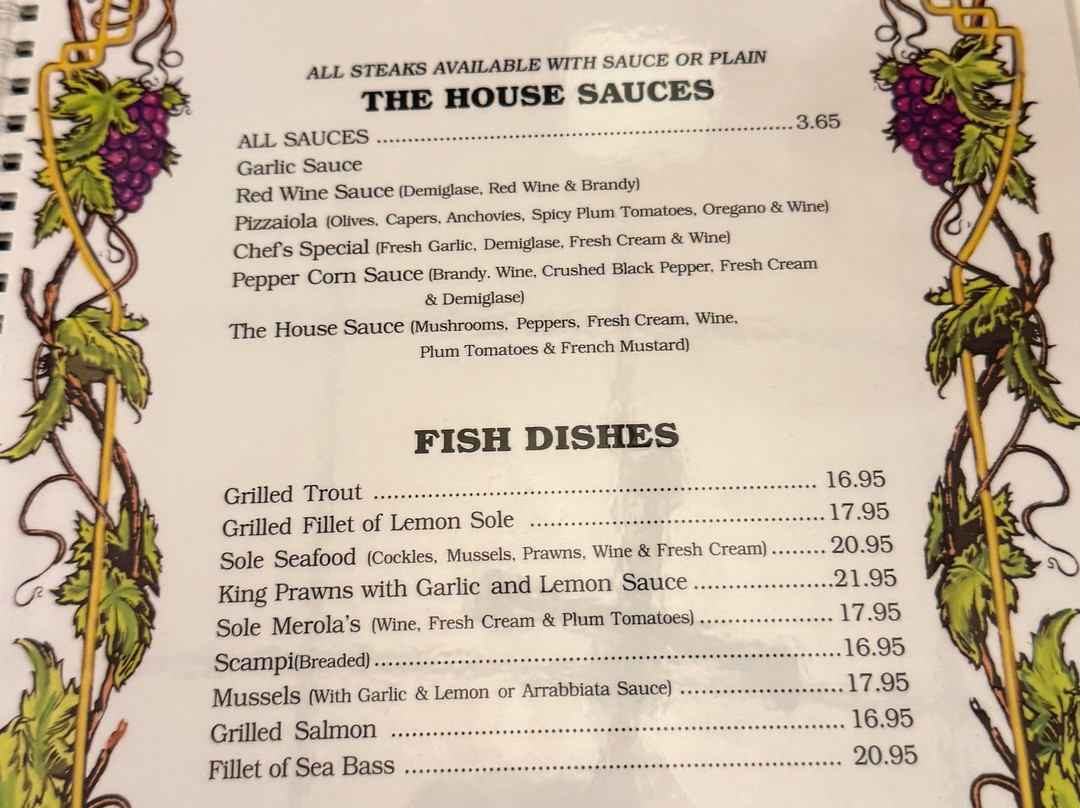 ALL STEAKS AVAILABLE WITH SAUCE OR PLAIN
THE HOUSE SAUCES
ALL SAUCES ........................................................................ 3.65
Garlic Sauce
Red Wine Sauce (Demiglase, Red Wine & Brandy)
Pizzaiola (Olives, Capers, Anchovies, Spicy Plum Tomatoes, Oregano & Wine)
Chef's Special (Fresh Garlic, Demiglase, Fresh Cream & Wine)
Pepper Corn Sauce (Brandy. Wine, Crushed Black Pepper, Fresh Cream
& Demiglase)
The House Sauce (Mushrooms, Peppers, Fresh Cream, Wine,
Plum Tomatoes & French Mustard)
FISH DISHES
Grilled Trout ........................................................................ 16.95
Grilled Fillet of Lemon Sole ................................................ 17.95
Sole Seafood (Cockles, Mussels, Prawns, Wine & Fresh Cream) ........ 20.95
King Prawns with Garlic and Lemon Sauce ...................... 21.95
Sole Merola's (Wine, Fresh Cream & Plum Tomatoes) ..................... 17.95
Scampi(Breaded) .................................................................... 16.95
Mussels (With Garlic & Lemon or Arrabbiata Sauce) ......................... 17.95
Grilled Salmon .................................................................... 16.95
Fillet of Sea Bass ................................................................ 20.95